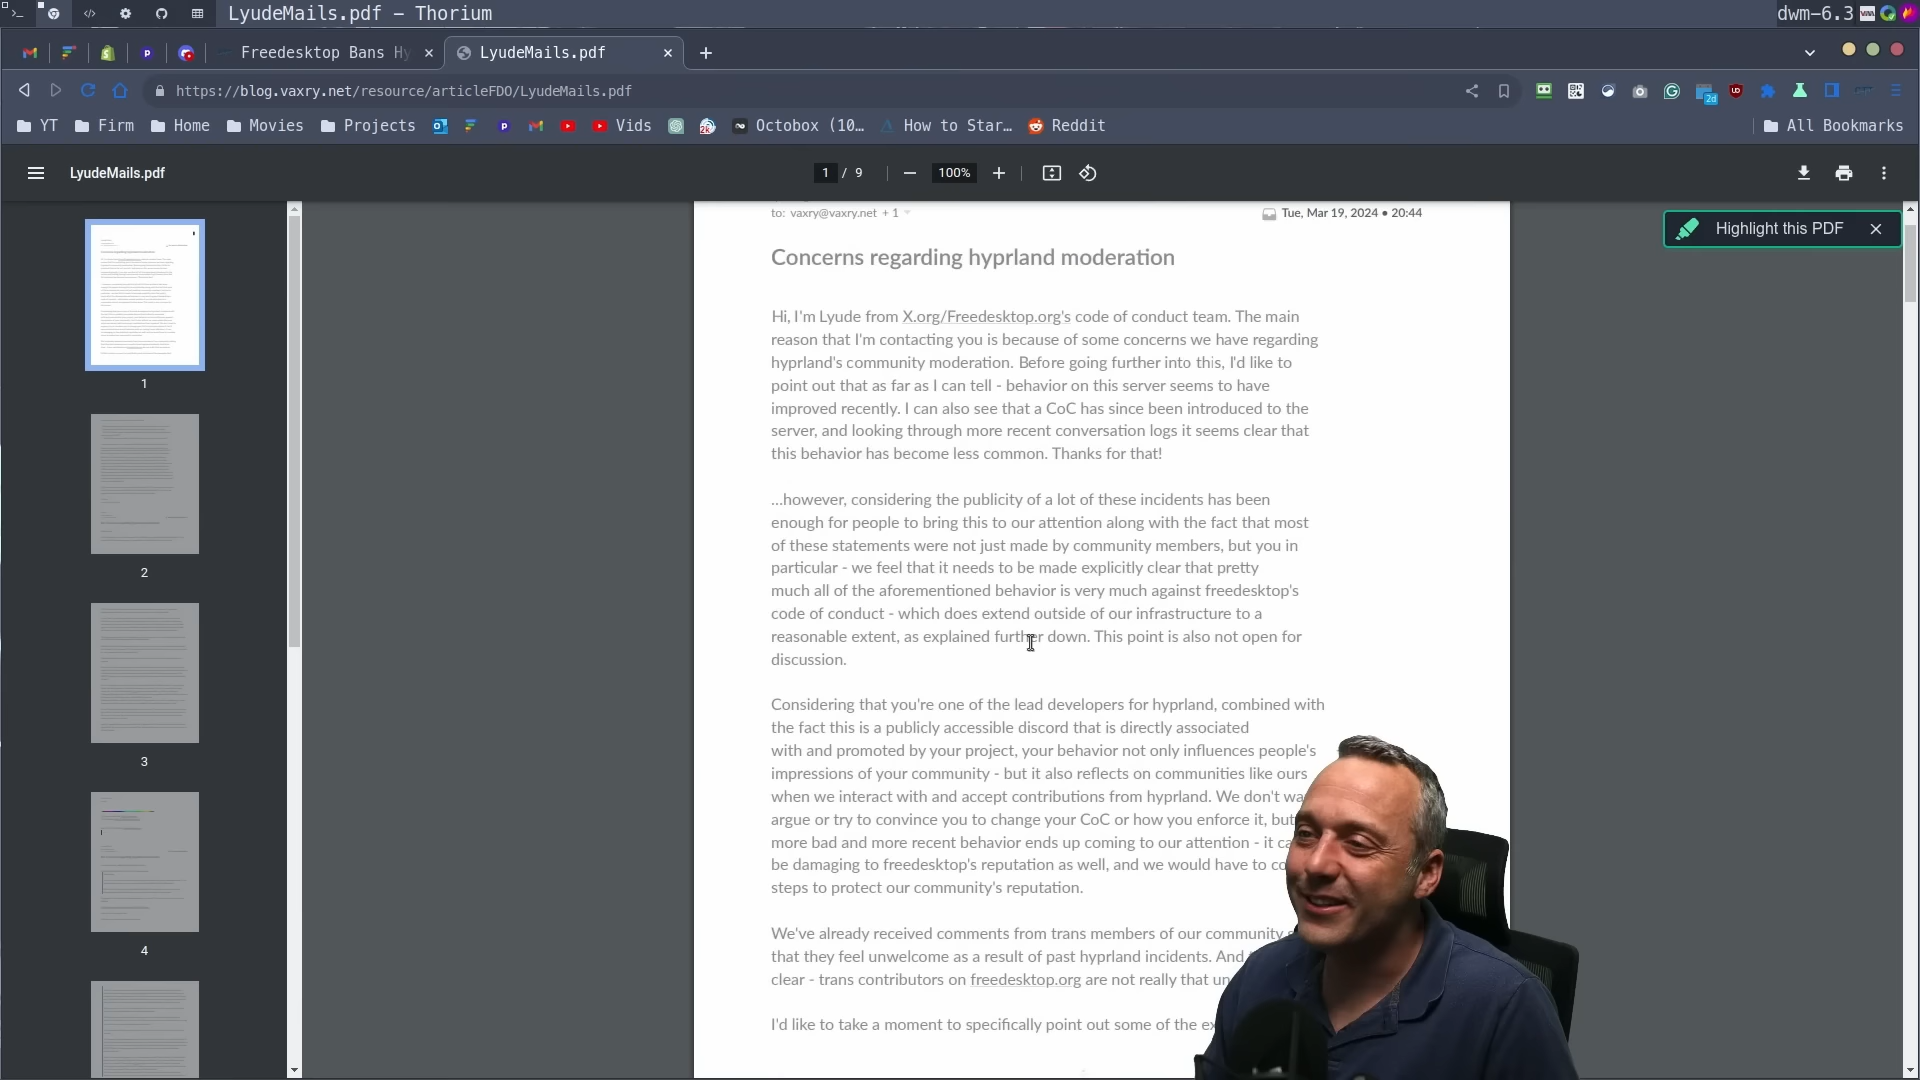 LyudeMails.pdf - Thorium
dwm-6.3
Freedesktop Bans Hy
LyudeMails.pdf
https://blog.vaxry.net/resource/articleFDO/LyudeMails.pdf
2d
YT
Firm
Home
Movies
Projects
Vids
Octobox (10...
How to Star...
Reddit
All Bookmarks
LyudeMails.pdf
1 / 9
100%
Highlight this PDF
1
2
3
4
to: vaxry@vaxry.net + 1
Tue, Mar 19, 2024 • 20:44
Concerns regarding hyprland moderation
Hi, I'm Lyude from X.org/Freedesktop.org's code of conduct team. The main
reason that I'm contacting you is because of some concerns we have regarding
hyprland's community moderation. Before going further into this, I'd like to
point out that as far as I can tell - behavior on this server seems to have
improved recently. I can also see that a CoC has since been introduced to the
server, and looking through more recent conversation logs it seems clear that
this behavior has become less common. Thanks for that!
...however, considering the publicity of a lot of these incidents has been
enough for people to bring this to our attention along with the fact that most
of these statements were not just made by community members, but you in
particular - we feel that it needs to be made explicitly clear that pretty
much all of the aforementioned behavior is very much against freedesktop's
code of conduct - which does extend outside of our infrastructure to a
reasonable extent, as explained further down. This point is also not open for
discussion.
Considering that you're one of the lead developers for hyprland, combined with
the fact this is a publicly accessible discord that is directly associated
with and promoted by your project, your behavior not only influences people's
impressions of your community - but it also reflects on communities like ours
when we interact with and accept contributions from hyprland. We don't wa
argue or try to convince you to change your CoC or how you enforce it, but
more bad and more recent behavior ends up coming to our attention - it ca
be damaging to freedesktop's reputation as well, and we would have to co
steps to protect our community's reputation.
We've already received comments from trans members of our community
that they feel unwelcome as a result of past hyprland incidents. And
clear - trans contributors on freedesktop.org are not really that un
I'd like to take a moment to specifically point out some of the ex